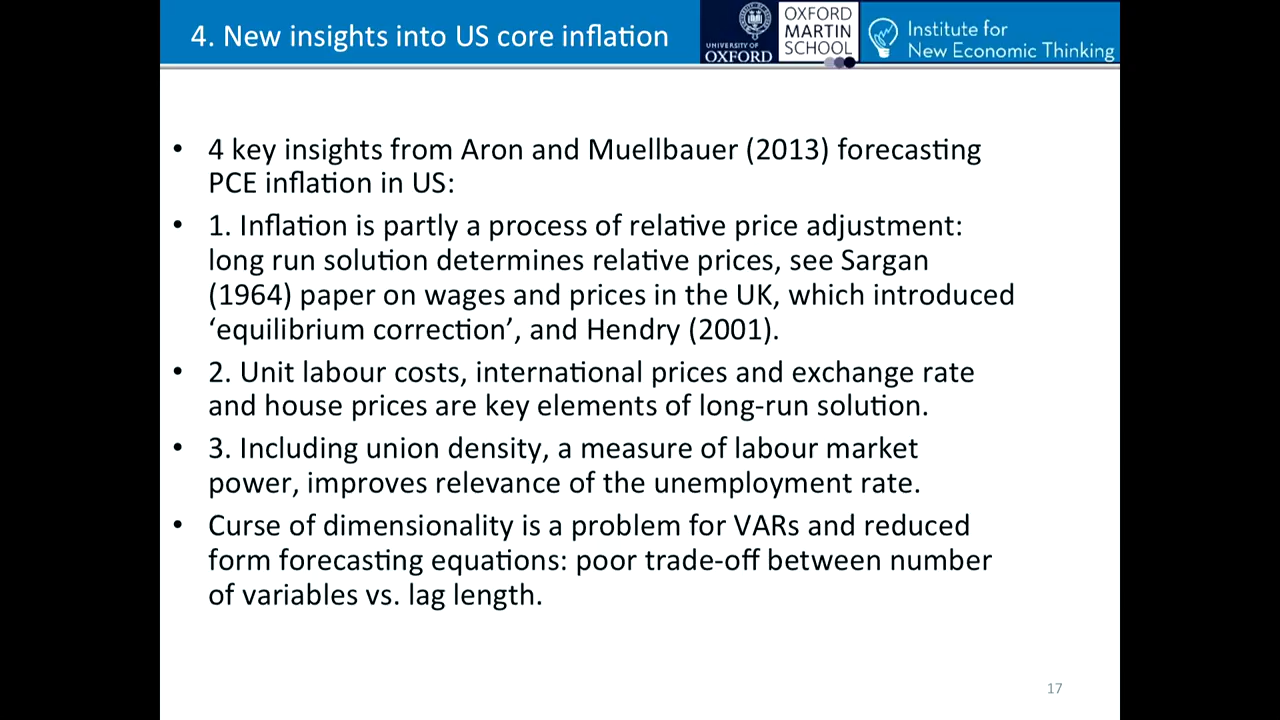 4. New insights into US core inflation
UNIVERSITY OF
OXFORD
OXFORD
MARTIN
SCHOOL
Institute for
New Economic Thinking
• 4 key insights from Aron and Muellbauer (2013) forecasting
PCE inflation in US:
• 1. Inflation is partly a process of relative price adjustment:
long run solution determines relative prices, see Sargan
(1964) paper on wages and prices in the UK, which introduced
‘equilibrium correction’, and Hendry (2001).
• 2. Unit labour costs, international prices and exchange rate
and house prices are key elements of long-run solution.
• 3. Including union density, a measure of labour market
power, improves relevance of the unemployment rate.
• Curse of dimensionality is a problem for VARs and reduced
form forecasting equations: poor trade-off between number
of variables vs. lag length.
17